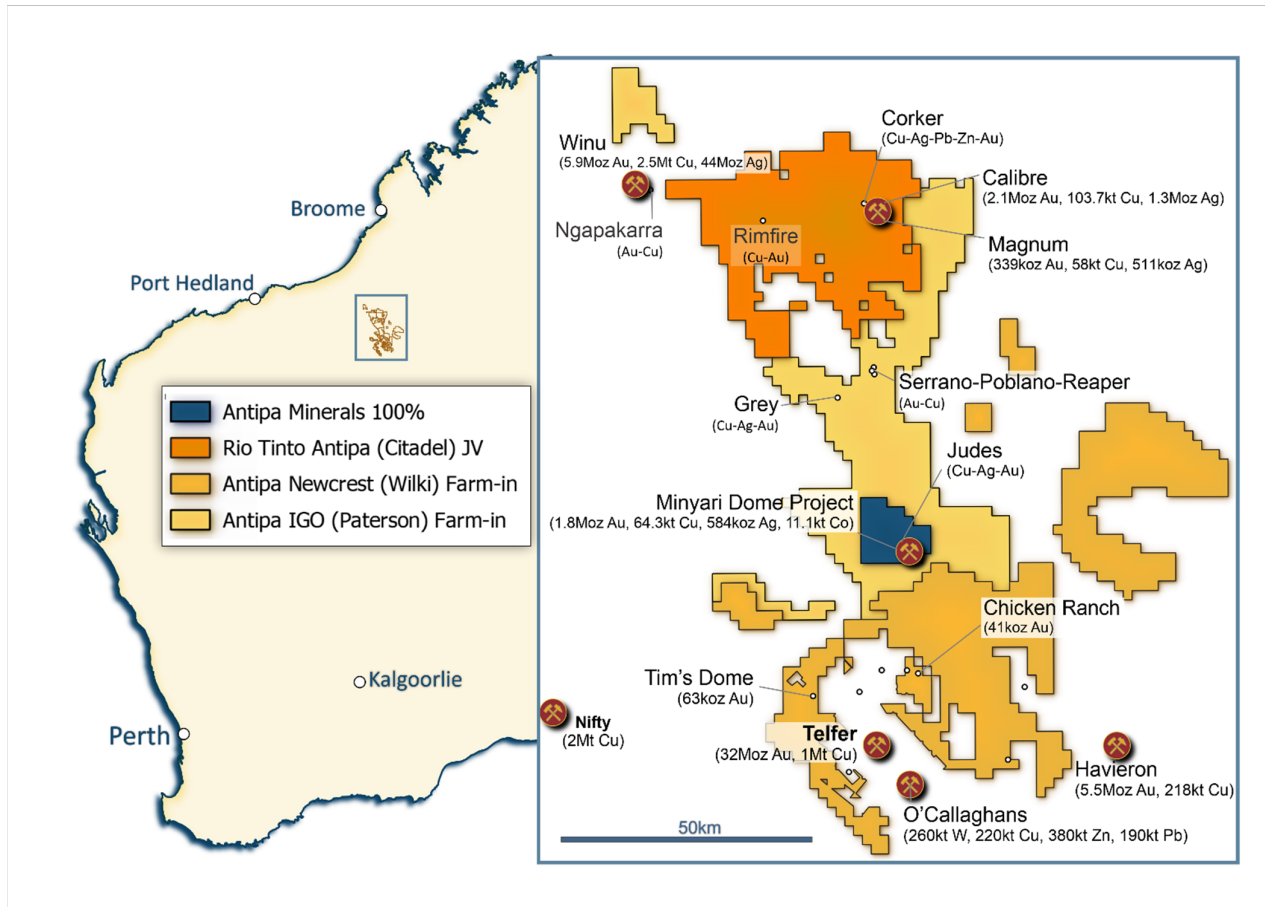 Broome
Port Hedland
Antipa Minerals 100%
Rio Tinto Antipa (Citadel) JV
Antipa Newcrest (Wilki) Farm-in
Antipa IGO (Paterson) Farm-in
Kalgoorlie
Perth
Winu
(5.9Moz Au, 2.5Mt Cu, 44Moz Ag)
Ngapakarra
(Au-Cu)
Rimfire
(Cu-Au)
Corker
(Cu-Ag-Pb-Zn-Au)
Calibre
(2.1Moz Au, 103.7kt Cu, 1.3Moz Ag)
Magnum
(339koz Au, 58kt Cu, 511koz Ag)
Serrano-Poblano-Reaper
(Au-Cu)
Grey
(Cu-Ag-Au)
Judes
(Cu-Ag-Au)
Minyari Dome Project
(1.8Moz Au, 64.3kt Cu, 584koz Ag, 11.1kt Co)
Chicken Ranch
(41koz Au)
Tim's Dome
(63koz Au)
Nifty
(2Mt Cu)
Telfer
(32Moz Au, 1Mt Cu)
Havieron
(5.5Moz Au, 218kt Cu)
O'Callaghans
(260kt W, 220kt Cu, 380kt Zn, 190kt Pb)
50km